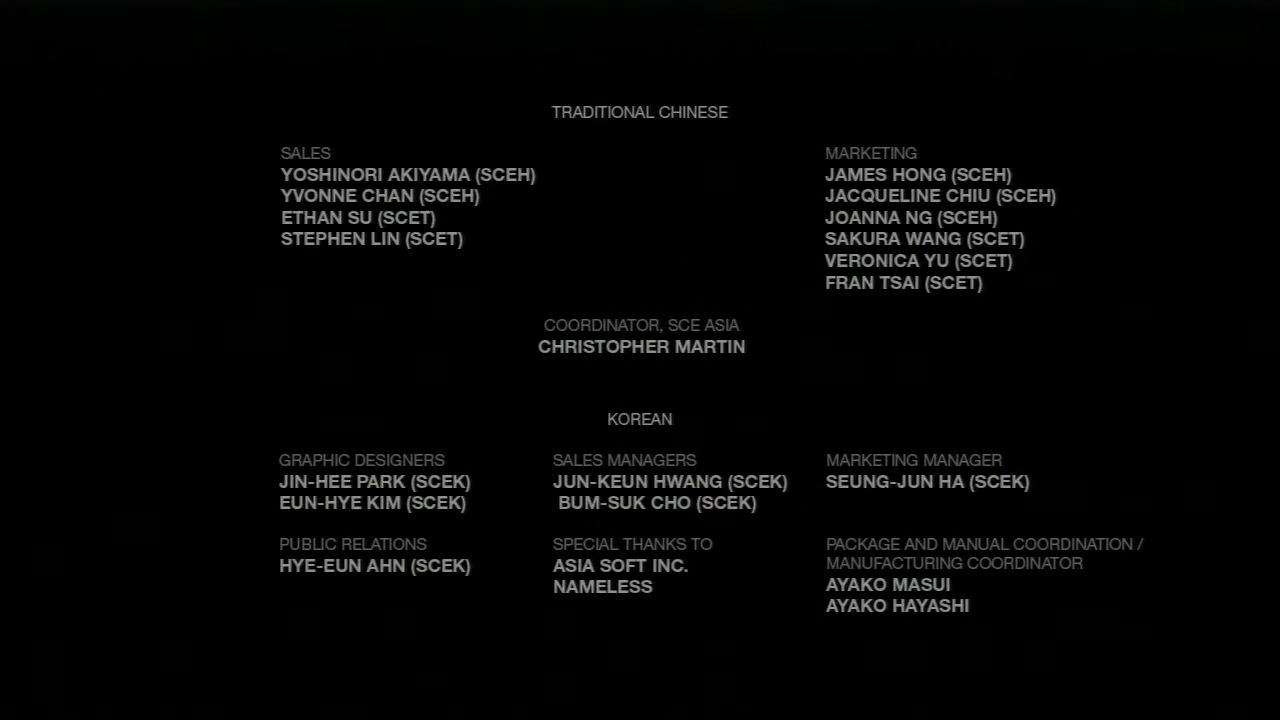 TRADITIONAL CHINESE
SALES
YOSHINORI AKIYAMA (SCEH)
YVONNE CHAN (SCEH)
ETHAN SU (SCET)
STEPHEN LIN (SCET)
MARKETING
JAMES HONG (SCEH)
JACQUELINE CHIU (SCEH)
JOANNA NG (SCEH)
SAKURA WANG (SCET)
VERONICA YU (SCET)
FRAN TSAI (SCET)
COORDINATOR, SCE ASIA
CHRISTOPHER MARTIN
KOREAN
GRAPHIC DESIGNERS
JIN-HEE PARK (SCEK)
EUN-HYE KIM (SCEK)
SALES MANAGERS
JUN-KEUN HWANG (SCEK)
BUM-SUK CHO (SCEK)
MARKETING MANAGER
SEUNG-JUN HA (SCEK)
PUBLIC RELATIONS
HYE-EUN AHN (SCEK)
SPECIAL THANKS TO
ASIA SOFT INC.
NAMELESS
PACKAGE AND MANUAL COORDINATION /
MANUFACTURING COORDINATOR
AYAKO MASUI
AYAKO HAYASHI